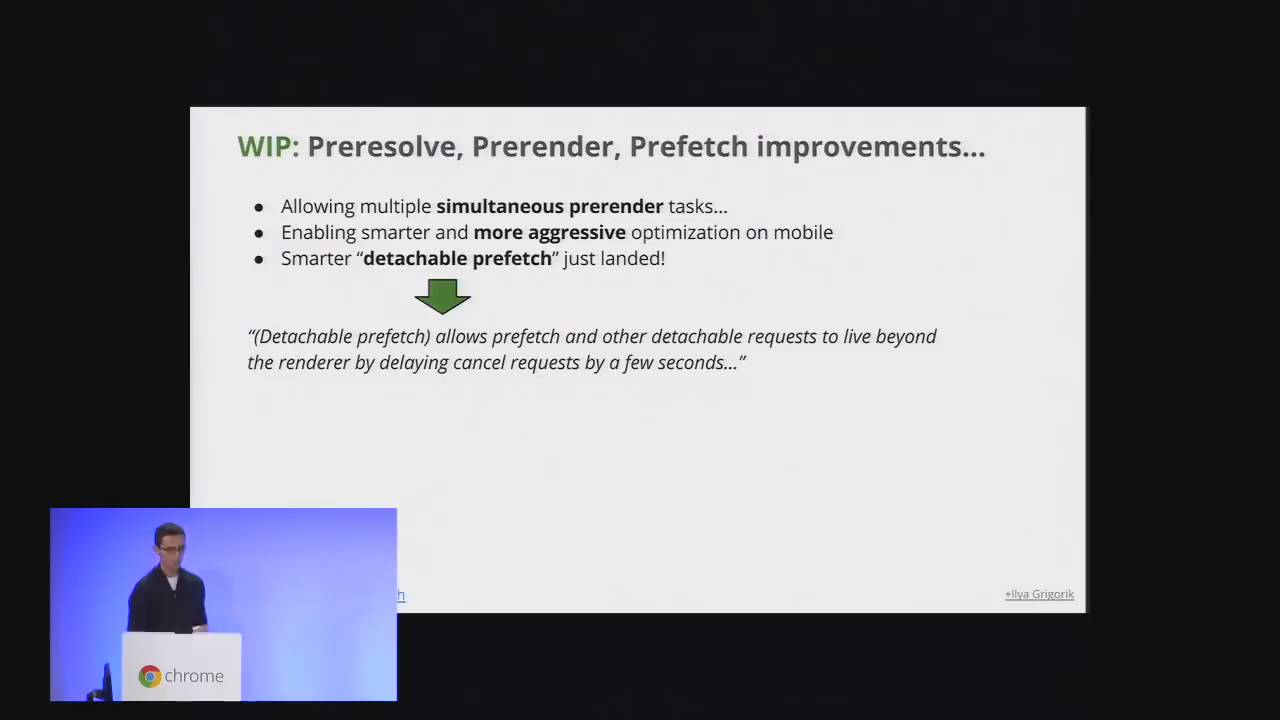 WIP: Preresolve, Prerender, Prefetch improvements...
● Allowing multiple simultaneous prerender tasks...
● Enabling smarter and more aggressive optimization on mobile
● Smarter “detachable prefetch” just landed!
“(Detachable prefetch) allows prefetch and other detachable requests to live beyond
the renderer by delaying cancel requests by a few seconds...”
h
+Ilya Grigorik
chrome